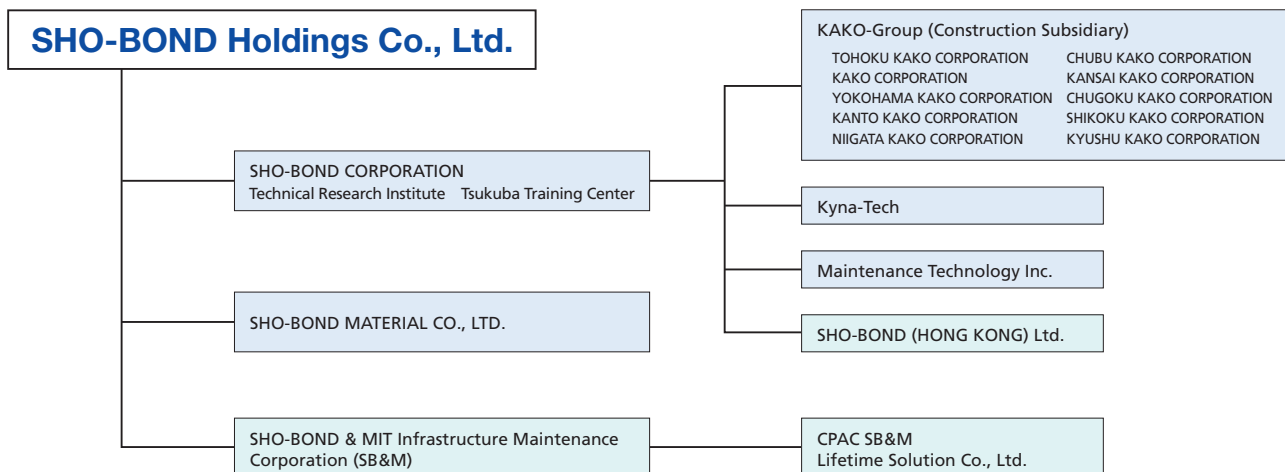 SHO-BOND Holdings Co., Ltd.
SHO-BOND CORPORATION
Technical Research Institute Tsukuba Training Center
SHO-BOND MATERIAL CO., LTD.
SHO-BOND & MIT Infrastructure Maintenance
Corporation (SB&M)
KAKO-Group (Construction Subsidiary)
TOHOKU KAKO CORPORATION CHUBU KAKO CORPORATION
KAKO CORPORATION KANSAI KAKO CORPORATION
YOKOHAMA KAKO CORPORATION CHUGOKU KAKO CORPORATION
KANTO KAKO CORPORATION SHIKOKU KAKO CORPORATION
NIIGATA KAKO CORPORATION KYUSHU KAKO CORPORATION
Kyna-Tech
Maintenance Technology Inc.
SHO-BOND (HONG KONG) Ltd.
CPAC SB&M
Lifetime Solution Co., Ltd.